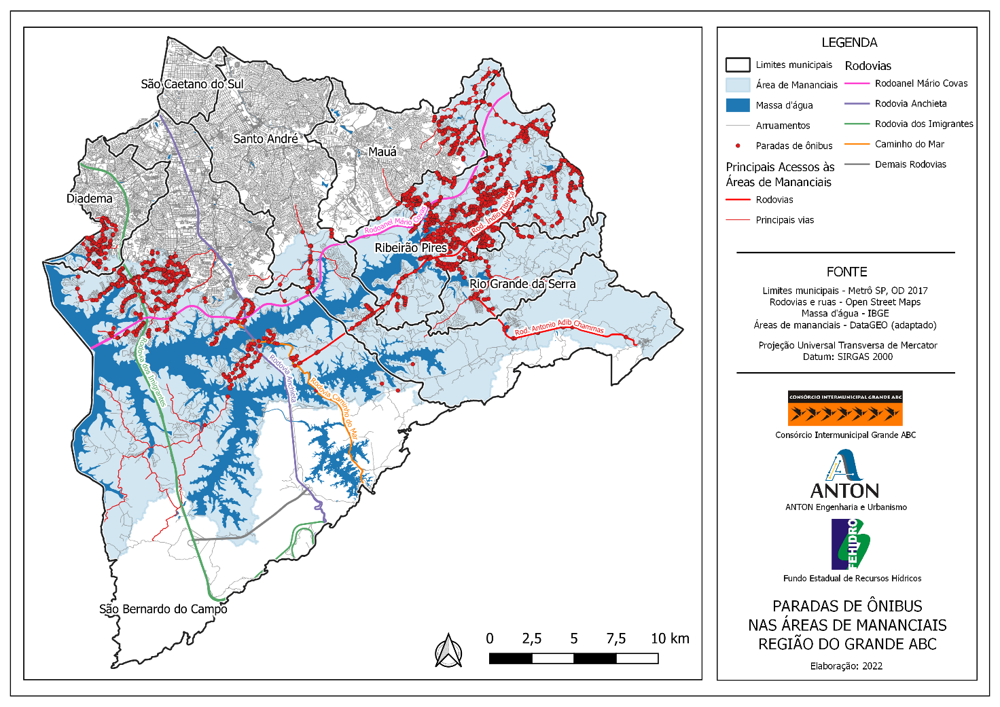 São Caetano do Sul
Santo André
Mauá
Diadema
Rodoanel Mário Covas
Rod. Índio Tibiriçá
Ribeirão Pires
Rio Grande da Serra
Rod. Antonio Adib Chammas
Rodovia dos Imigrantes
Rodovia Anchieta
Rodovia Caminho do Mar
São Bernardo do Campo
0 2,5 5 7,5 10 km
LEGENDA
Limites municipais
Área de Mananciais
Massa d'água
Arruamentos
Paradas de ônibus
Principais Acessos às
Áreas de Mananciais
Rodovias
Principais vias
Rodovias
Rodoanel Mário Covas
Rodovia Anchieta
Rodovia dos Imigrantes
Caminho do Mar
Demais Rodovias
FONTE
Limites municipais - Metrô SP, OD 2017
Rodovias e ruas - Open Street Maps
Massa d'água - IBGE
Áreas de mananciais - DataGEO (adaptado)
Projeção Universal Transversa de Mercator
Datum: SIRGAS 2000
CONSÓRCIO INTERMUNICIPAL GRANDE ABC
Consórcio Intermunicipal Grande ABC
ANTON
ANTON Engenharia e Urbanismo
FEHIDRO
Fundo Estadual de Recursos Hídricos
PARADAS DE ÔNIBUS
NAS ÁREAS DE MANANCIAIS
REGIÃO DO GRANDE ABC
Elaboração: 2022